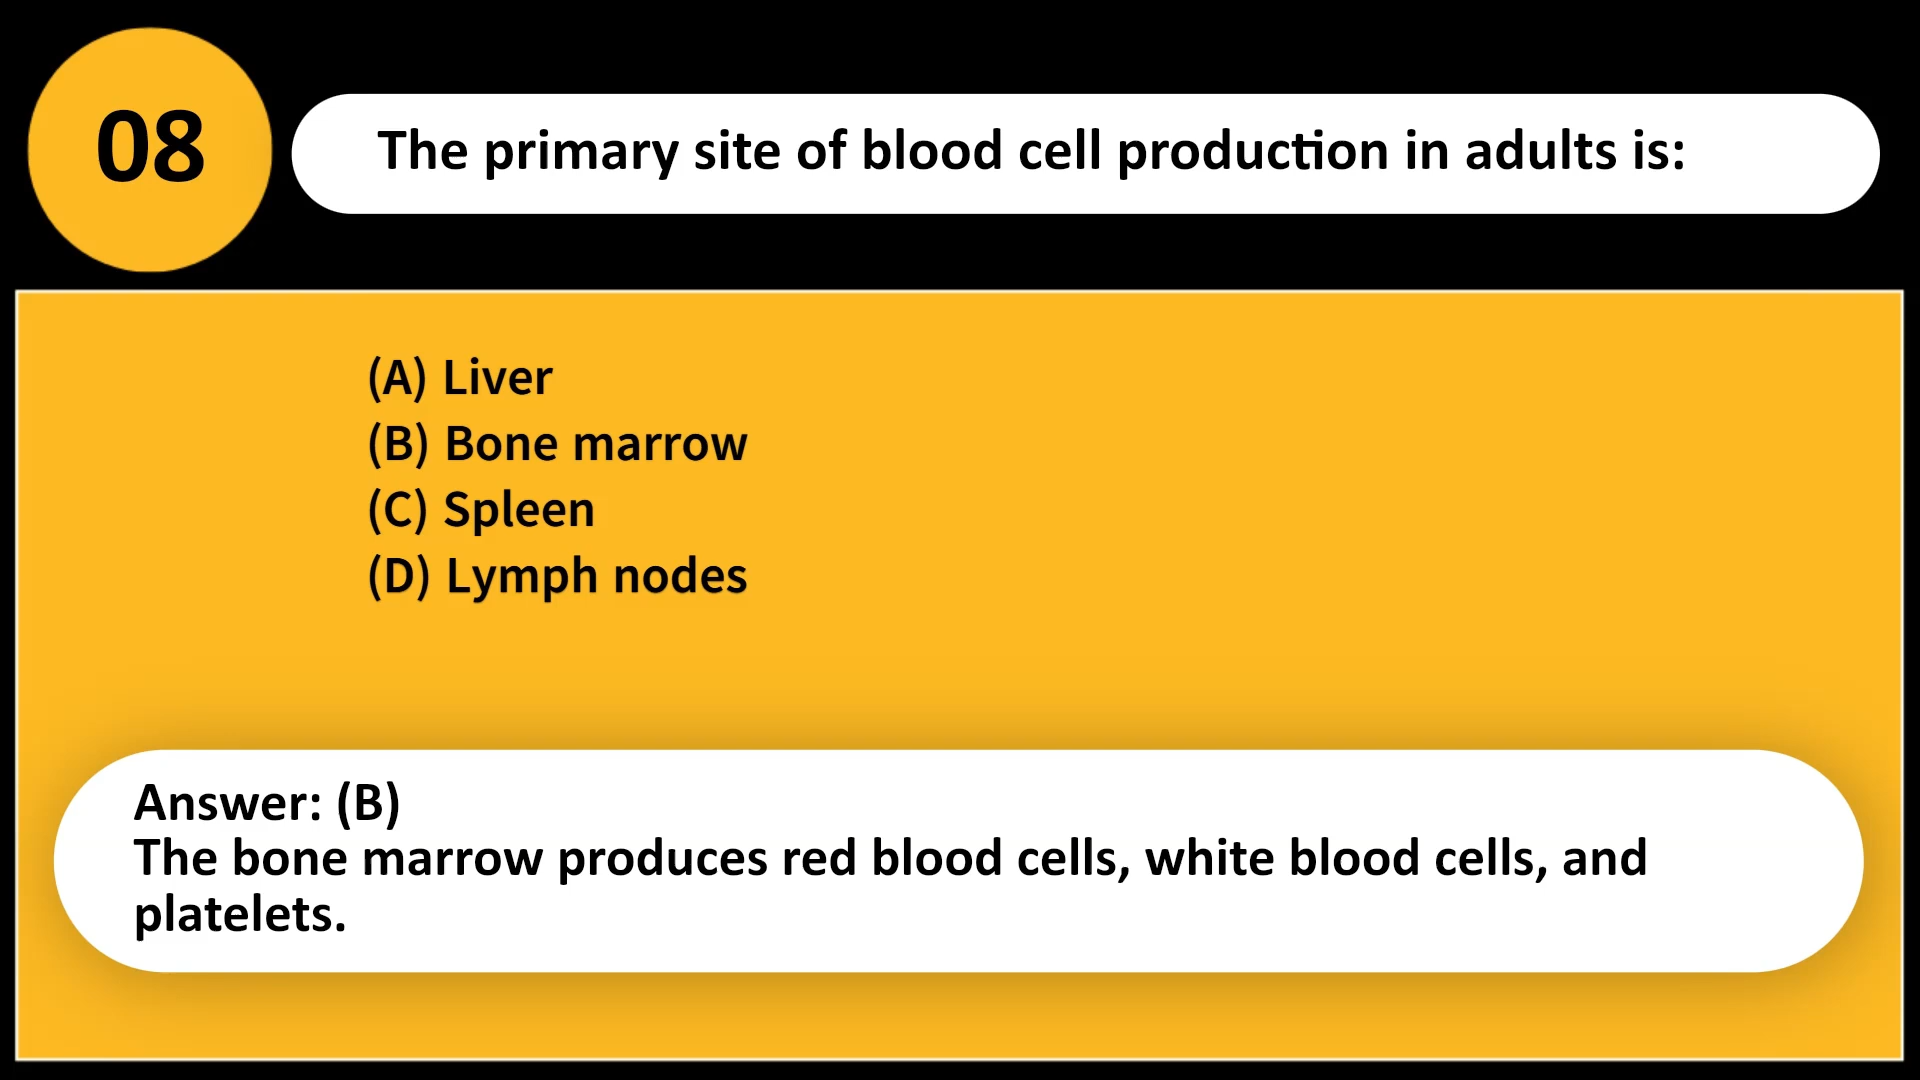 08
The primary site of blood cell production in adults is:
(A) Liver
(B) Bone marrow
(C) Spleen
(D) Lymph nodes
Answer: (B)
The bone marrow produces red blood cells, white blood cells, and
platelets.